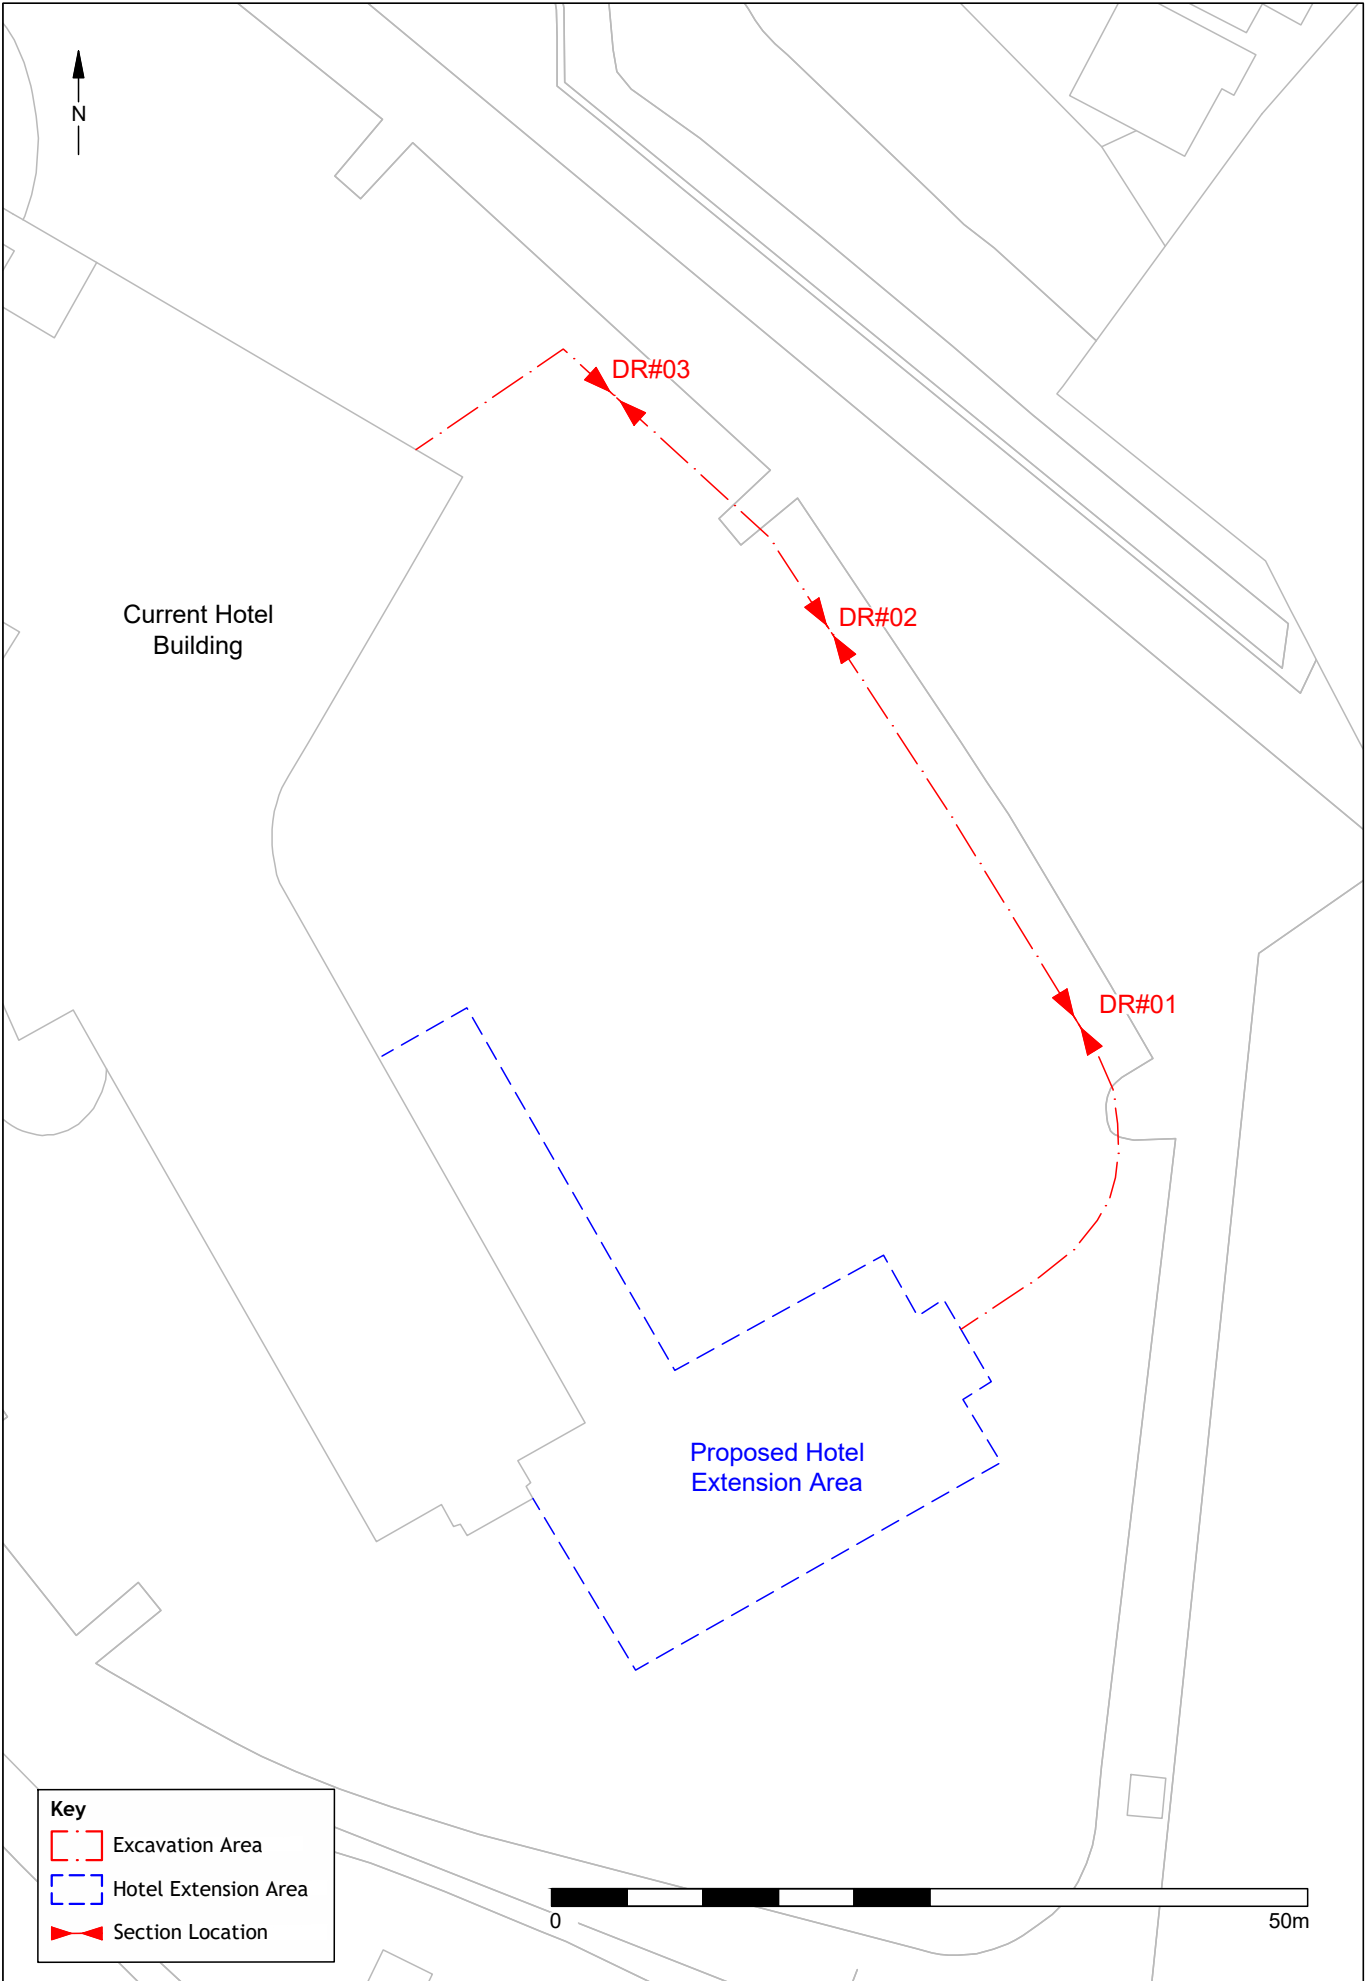 N
DR#03
DR#02
Current Hotel
Building
DR#01
Proposed Hotel
Extension Area
Key
Excavation Area
Hotel Extension Area
Section Location
0
50m